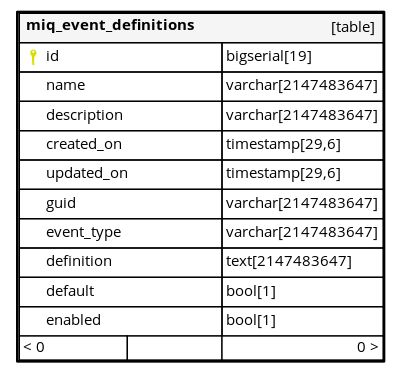 miq_event_definitions [table]
id bigserial[19]
name varchar[2147483647]
description varchar[2147483647]
created_on timestamp[29,6]
updated_on timestamp[29,6]
guid varchar[2147483647]
event_type varchar[2147483647]
definition text[2147483647]
default bool[1]
enabled bool[1]
< 0 0 >